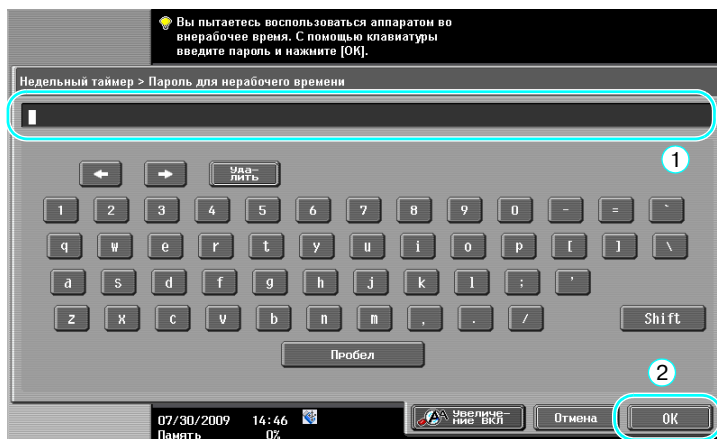 Вы пытаетесь воспользоваться аппаратом во
внерабочее время. С помощью клавиатуры
введите пароль и нажмите [OK].
Недельный таймер > Пароль для нерабочего времени
1
Уда-
лить
1 2 3 4 5 6 7 8 9 0 - = `
q w e r t y u i o p [ ] \
a s d f g h j k l ; '
z x c v b n m , . / Shift
Пробел
2
07/30/2009 14:46
Память 0%
Увеличе-
ние ВКЛ
Отмена
OK